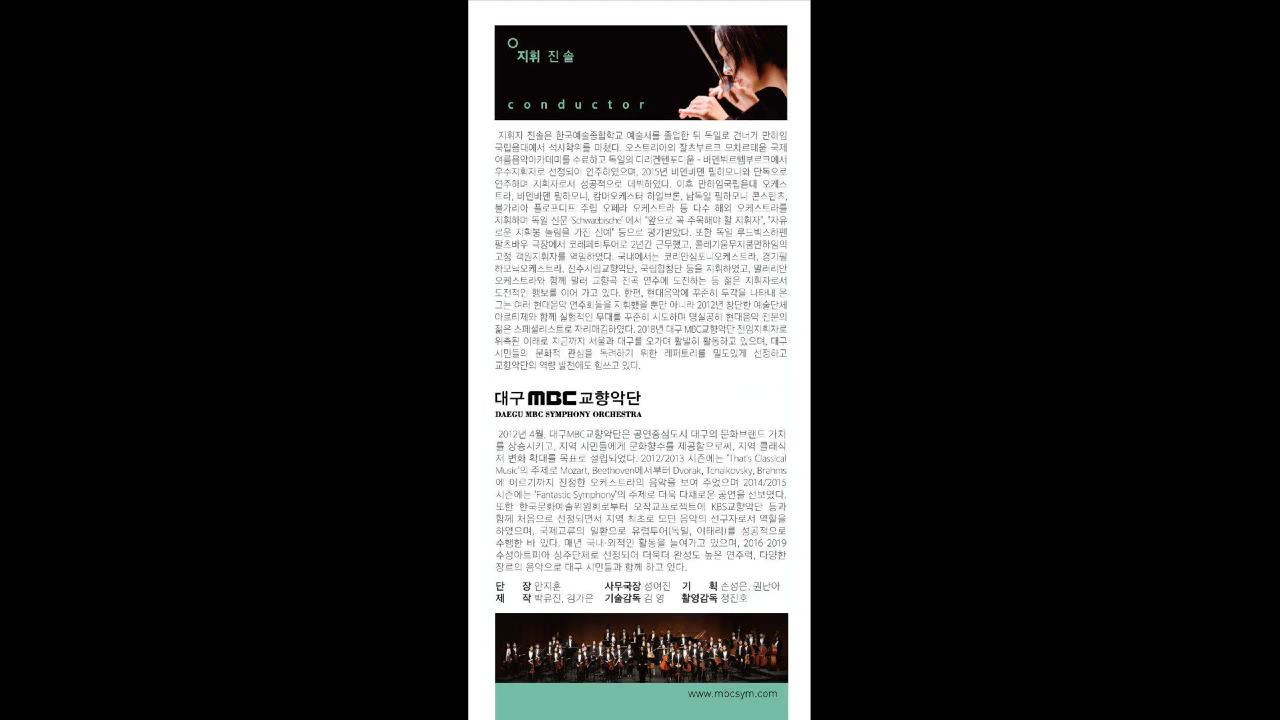 지휘 진솔
conductor
지휘자 진솔은 한국예술종합학교 예술사를 졸업한 뒤 독일로 건너가 만하임
국립음대에서 석사학위를 마쳤다. 오스트리아의 잘츠부르크 모차르테움 국제
여름음악아카데미를 수료하고 독일의 디리겐텐포디움 - 바덴뷔르템부르크에서
우수지휘자로 선정되어 연주하였으며, 2015년 바덴바덴 필하모니와 단독으로
연주하며 지휘자로서 성공적으로 데뷔하였다. 이후 만하임국립음대 오케스
트라, 바덴바덴 필하모니, 캄머오케스터 하일브론, 남독일 필하모니 콘스탄츠,
불가리아 플로프디프 주립 오페라 오케스트라 등 다수 해외 오케스트라를
지휘하며 독일 신문 'Schwaebische' 에서 "앞으로 꼭 주목해야 할 지휘자", "자유
로운 지휘봉 놀림을 가진 신예" 등으로 평가받았다. 또한 독일 루드빅스하펜
팔츠바우 극장에서 코레페티투어로 2년간 근무했고, 콜레기움무지쿰만하임의
고정 객원지휘자를 역임하였다. 국내에서는 코리안심포니오케스트라, 경기필
하모닉오케스트라, 진주시립교향악단, 국립합창단 등을 지휘하였고, 말러리안
오케스트라와 함께 말러 교향곡 전곡 연주에 도전하는 등 젊은 지휘자로서
도전적인 행보를 이어 가고 있다. 한편, 현대음악에 꾸준히 두각을 나타내 온
그는 여러 현대음악 연주회들을 지휘했을 뿐만 아니라 2012년 창단한 예술단체
아르티제와 함께 실험적인 무대를 꾸준히 시도하며 명실공히 현대음악 전문의
젊은 스페셜리스트로 자리매김하였다. 2018년 대구 MBC교향악단 전임지휘자로
위촉된 이래로 지금까지 서울과 대구를 오가며 활발히 활동하고 있으며, 대구
시민들의 문화적 관심을 독려하기 위한 레퍼토리를 밀도있게 선정하고
교향악단의 역량 발전에도 힘쓰고 있다.
대구MBC교향악단
DAEGU MBC SYMPHONY ORCHESTRA
2012년 4월, 대구MBC교향악단은 공연중심도시 대구의 문화브랜드 가치
를 상승시키고, 지역 시민들에게 문화향수를 제공함으로써, 지역 클래식
저 변화 확대를 목표로 설립되었다. 2012/2013 시즌에는 'That's Classical
Music'의 주제로 Mozart, Beethoven에서부터 Dvorak, Tchaikovsky, Brahms
에 이르기까지 진정한 오케스트라의 음악을 보여 주었으며 2014/2015
시즌에는 'Fantastic Symphony'의 주제로 더욱 다채로운 공연을 선보였다.
또한 한국문화예술위원회로부터 오작교프로젝트에 KBS교향악단 등과
함께 처음으로 선정되면서 지역 최초로 모던 음악의 선구자로서 역할을
하였으며, 국제교류의 일환으로 유럽투어(독일, 이태리)를 성공적으로
수행한 바 있다. 매년 국내·외적인 활동을 늘여가고 있으며, 2016-2019
수성아트피아 상주단체로 선정되어 더욱더 완성도 높은 연주력, 다양한
장르의 음악으로 대구 시민들과 함께 하고 있다.
단 장 안지훈 사무국장 성여진 기 획 손성은, 권난아
제 작 박유진, 김가은 기술감독 김 영 촬영감독 정진호
www.mbcsym.com